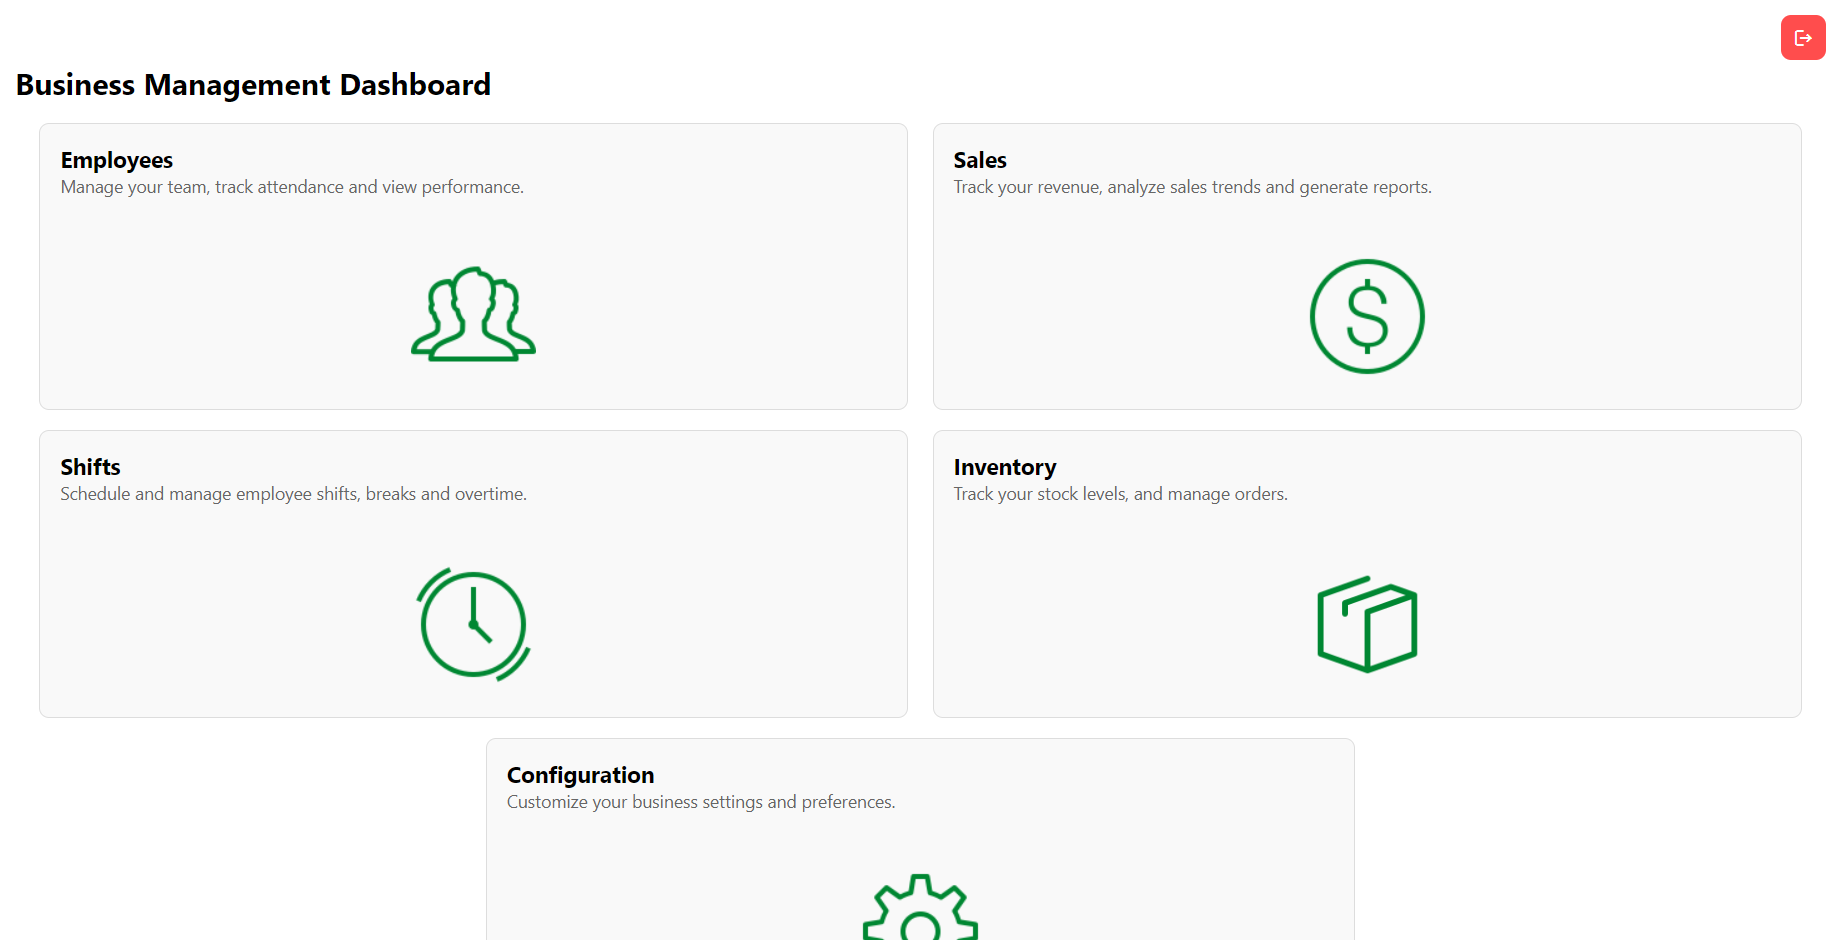 Business Management Dashboard
Employees
Manage your team, track attendance and view performance.
Sales
Track your revenue, analyze sales trends and generate reports.
Shifts
Schedule and manage employee shifts, breaks and overtime.
Inventory
Track your stock levels, and manage orders.
Configuration
Customize your business settings and preferences.